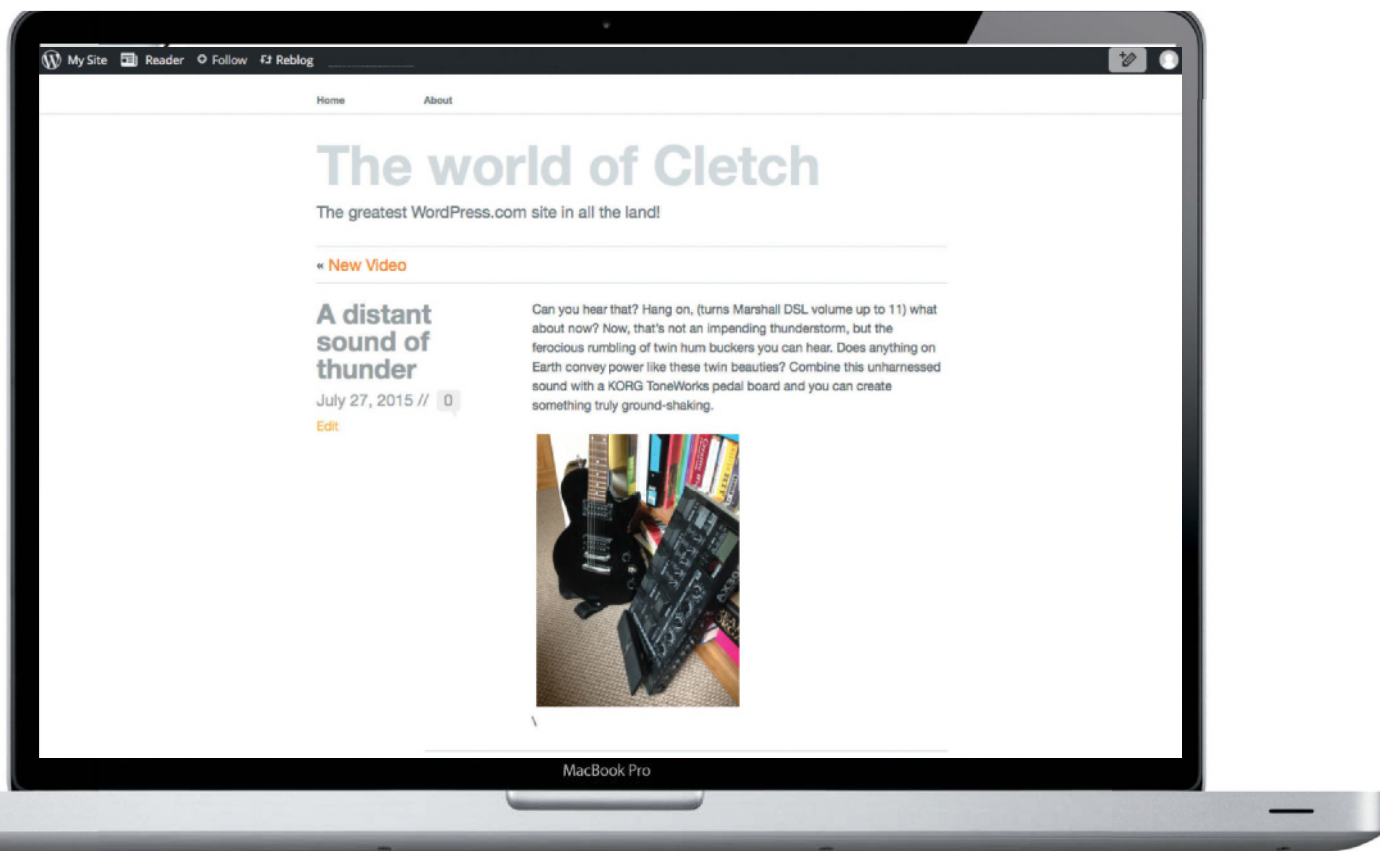 My Site Reader Follow Reblog
Home About
The world of Cletch
The greatest WordPress.com site in all the land!
« New Video
A distant
sound of
thunder
July 27, 2015 // 0
Edit
Can you hear that? Hang on, (turns Marshall DSL volume up to 11) what
about now? Now, that's not an impending thunderstorm, but the
ferocious rumbling of twin hum buckers you can hear. Does anything on
Earth convey power like these twin beauties? Combine this unharnessed
sound with a KORG ToneWorks pedal board and you can create
something truly ground-shaking.
\
MacBook Pro